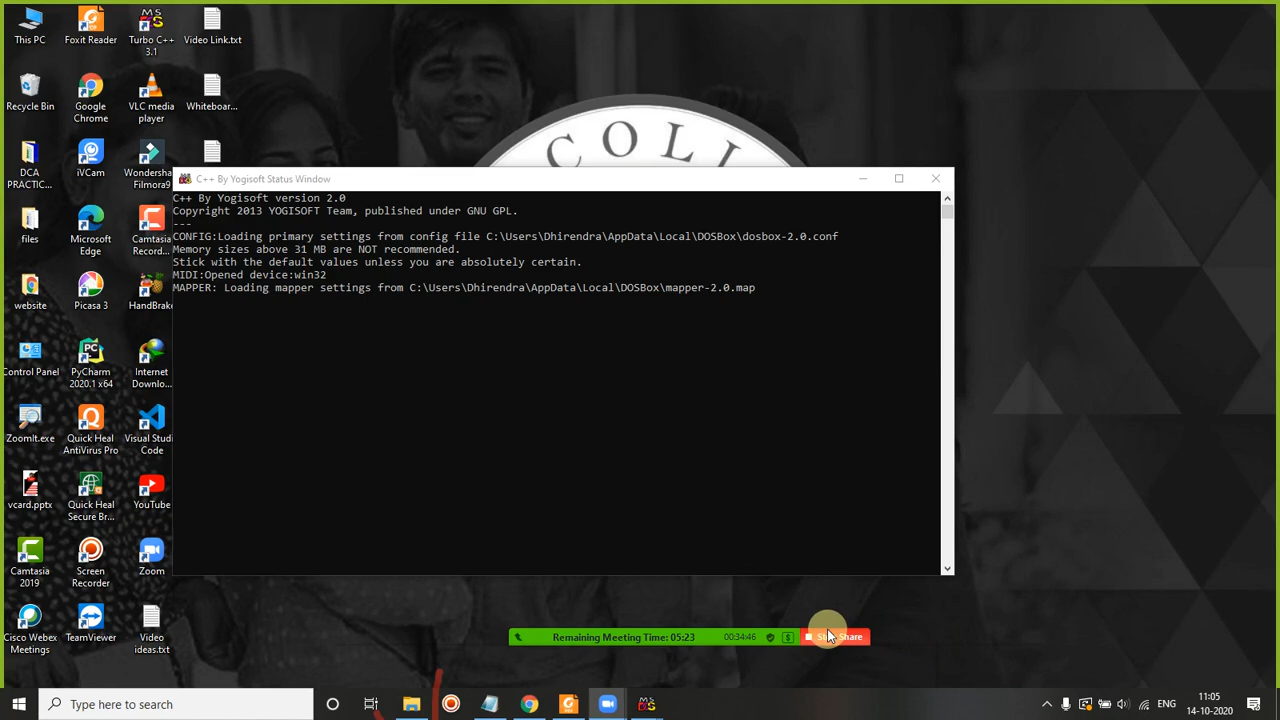 This PC
Foxit Reader
Turbo C++
3.1
Video Link.txt
Recycle Bin
Google
Chrome
VLC media
player
Whiteboar...
DCA
PRACTIC...
iVCam
Wondersha
Filmora9
files
Microsoft
Edge
Camtasia
Record...
website
Picasa 3
HandBrake
Control Panel
PyCharm
2020.1 x64
Internet
Downlo...
ZoomIt.exe
Quick Heal
AntiVirus Pro
Visual Studi
Code
vcard.pptx
Quick Heal
Secure Br...
YouTube
Camtasia
2019
Screen
Recorder
Zoom
Cisco Webex
Meetings
TeamViewer
Video
ideas.txt
COLL
C++ By Yogisoft Status Window
C++ By Yogisoft version 2.0
Copyright 2013 YOGISOFT Team, published under GNU GPL.
---
CONFIG:Loading primary settings from config file C:\Users\Dhirendra\AppData\Local\DOSBox\dosbox-2.0.conf
Memory sizes above 31 MB are NOT recommended.
Stick with the default values unless you are absolutely certain.
MIDI:Opened device:win32
MAPPER: Loading mapper settings from C:\Users\Dhirendra\AppData\Local\DOSBox\mapper-2.0.map
Remaining Meeting Time: 05:23 00:34:46 Share
Type here to search
ENG
11:05
14-10-2020